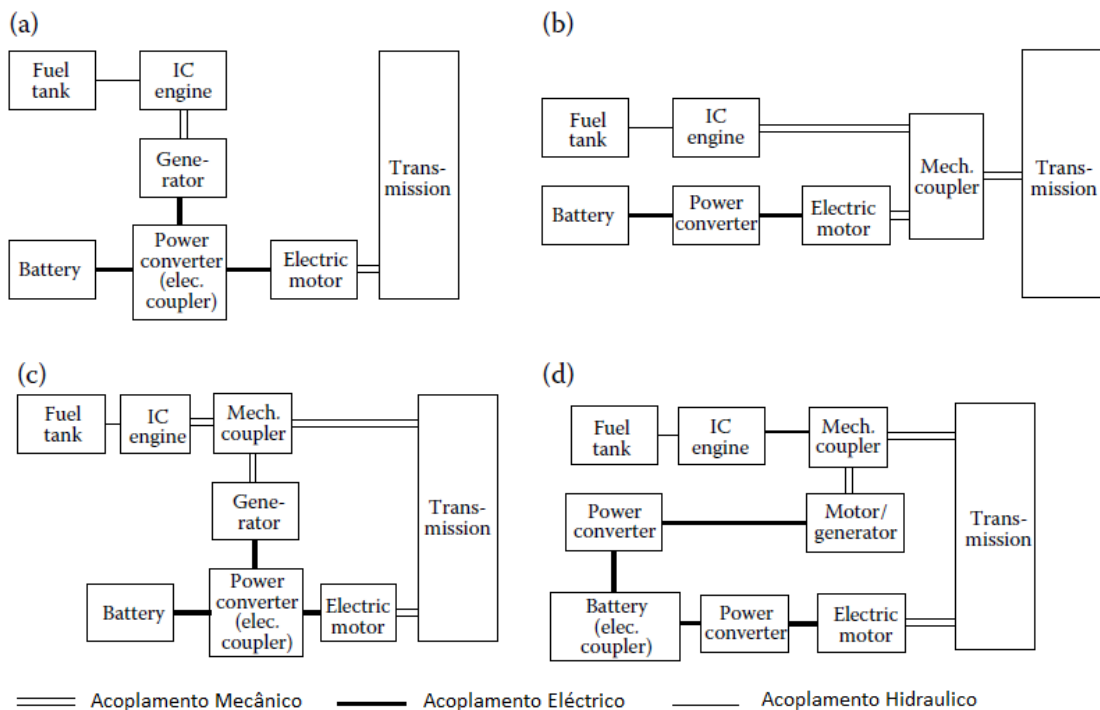 (a)
Fuel
tank
IC
engine
Gene-
rator
Battery
Power
converter
(elec.
coupler)
Electric
motor
Trans-
mission
(b)
Fuel
tank
IC
engine
Battery
Power
converter
Electric
motor
Mech.
coupler
Trans-
mission
(c)
Fuel
tank
IC
engine
Mech.
coupler
Gene-
rator
Battery
Power
converter
(elec.
coupler)
Electric
motor
Trans-
mission
(d)
Fuel
tank
IC
engine
Mech.
coupler
Power
converter
Motor/
generator
Battery
(elec.
coupler)
Power
converter
Electric
motor
Trans-
mission
Acoplamento Mecânico Acoplamento Eléctrico Acoplamento Hidraulico